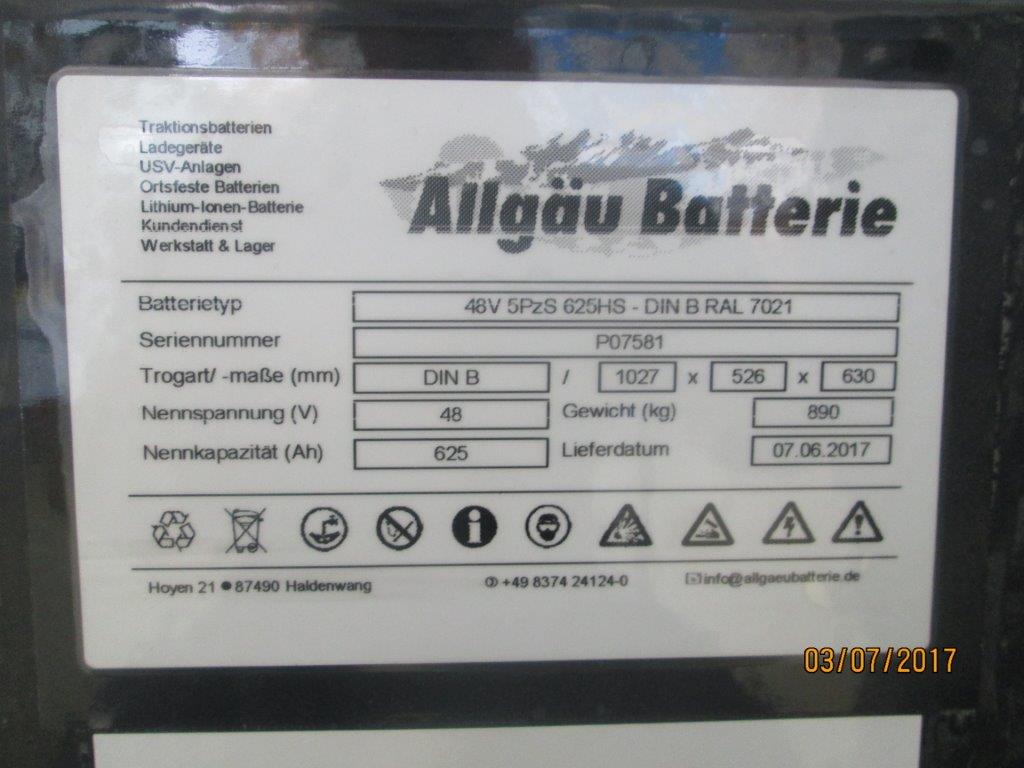 Traktionsbatterien
Ladegeräte
USV-Anlagen
Ortsfeste Batterien
Lithium-Ionen-Batterie
Kundendienst
Werkstatt & Lager
Allgäu Batterie
Batterietyp 48V 5PzS 625HS - DIN B RAL 7021
Seriennummer P07581
Trogart/ -maße (mm) DIN B / 1027 x 526 x 630
Nennspannung (V) 48 Gewicht (kg) 890
Nennkapazität (Ah) 625 Lieferdatum 07.06.2017
Hoyen 21 ● 87490 Haldenwang +49 8374 24124-0 info@allgaeubatterie.de
03/07/2017